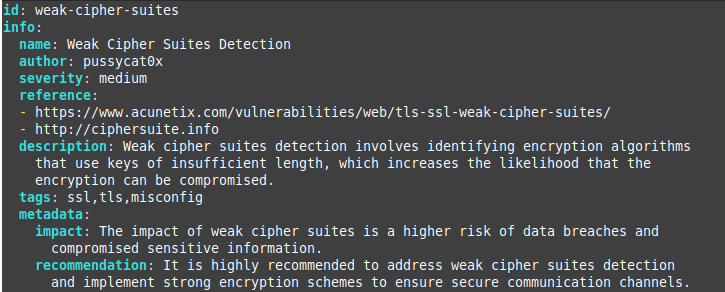 id: weak-cipher-suites
info:
  name: Weak Cipher Suites Detection
  author: pussycat0x
  severity: medium
  reference:
  - https://www.acunetix.com/vulnerabilities/web/tls-ssl-weak-cipher-suites/
  - http://ciphersuite.info
  description: Weak cipher suites detection involves identifying encryption algorithms
    that use keys of insufficient length, which increases the likelihood that the
    encryption can be compromised.
  tags: ssl,tls,misconfig
  metadata:
    impact: The impact of weak cipher suites is a higher risk of data breaches and
      compromised sensitive information.
    recommendation: It is highly recommended to address weak cipher suites detection
      and implement strong encryption schemes to ensure secure communication channels.